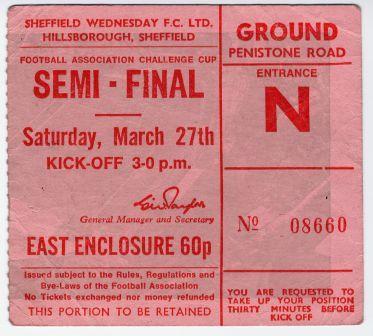 SHEFFIELD WEDNESDAY F.C. LTD.
HILLSBOROUGH, SHEFFIELD
FOOTBALL ASSOCIATION CHALLENGE CUP
SEMI - FINAL
Saturday, March 27th
KICK-OFF 3-0 p.m.
Eric Taylor
General Manager and Secretary
EAST ENCLOSURE 60p
Issued subject to the Rules, Regulations and
Bye-Laws of the Football Association
No Tickets exchanged nor money refunded
THIS PORTION TO BE RETAINED
GROUND
PENISTONE ROAD
ENTRANCE
N
No 08660
YOU ARE REQUESTED TO
TAKE UP YOUR POSITION
THIRTY MINUTES BEFORE
KICK OFF